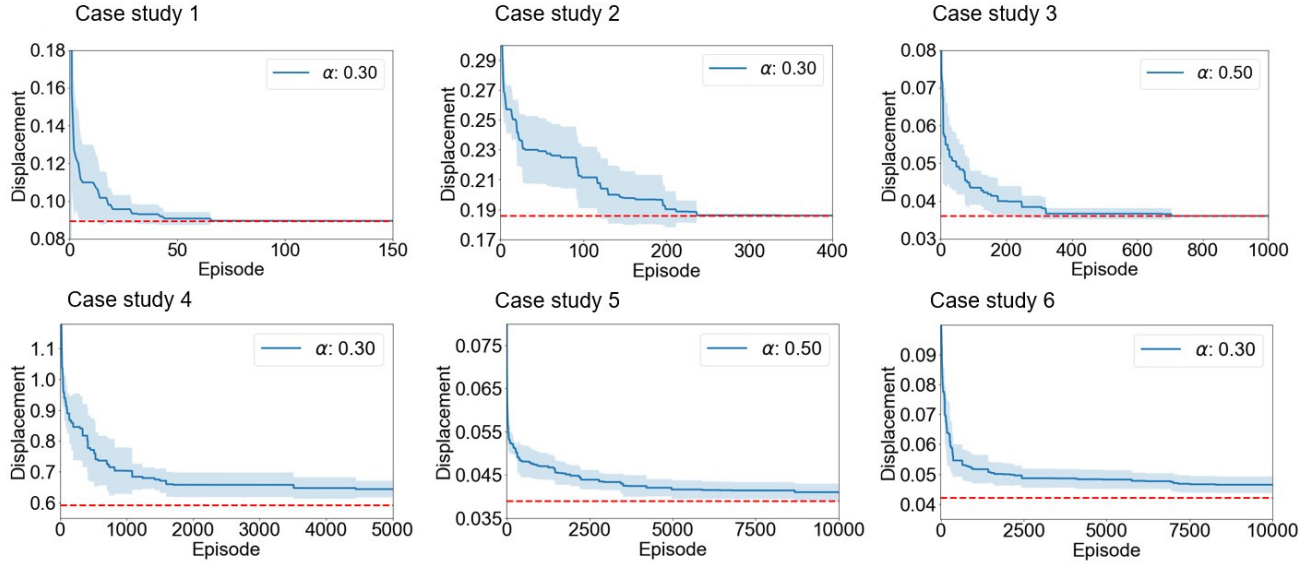 Case study 1
0.18
0.16
0.14
0.12
0.10
0.08
Displacement
α: 0.30
0
50
100
150
Episode
Case study 2
0.29
0.27
0.25
0.23
0.21
0.19
0.17
Displacement
α: 0.30
0
100
200
300
400
Episode
Case study 3
0.08
0.07
0.06
0.05
0.04
0.03
Displacement
α: 0.50
0
200
400
600
800
1000
Episode
Case study 4
1.1
1.0
0.9
0.8
0.7
0.6
Displacement
α: 0.30
0
1000
2000
3000
4000
5000
Episode
Case study 5
0.075
0.065
0.055
0.045
0.035
Displacement
α: 0.50
0
2500
5000
7500
10000
Episode
Case study 6
0.09
0.08
0.07
0.06
0.05
0.04
Displacement
α: 0.30
0
2500
5000
7500
10000
Episode